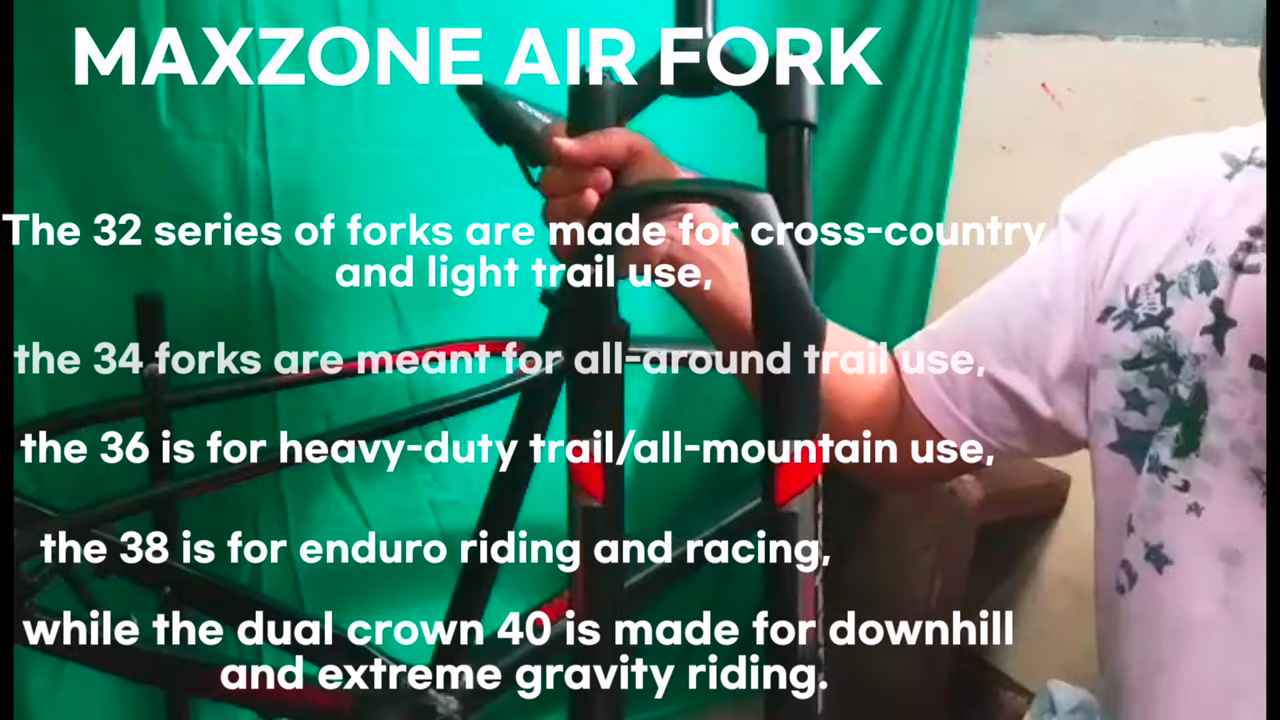 MAXZONE AIR FORK
The 32 series of forks are made for cross-country
and light trail use,
the 34 forks are meant for all-around trail use,
the 36 is for heavy-duty trail/all-mountain use,
the 38 is for enduro riding and racing,
while the dual crown 40 is made for downhill
and extreme gravity riding.